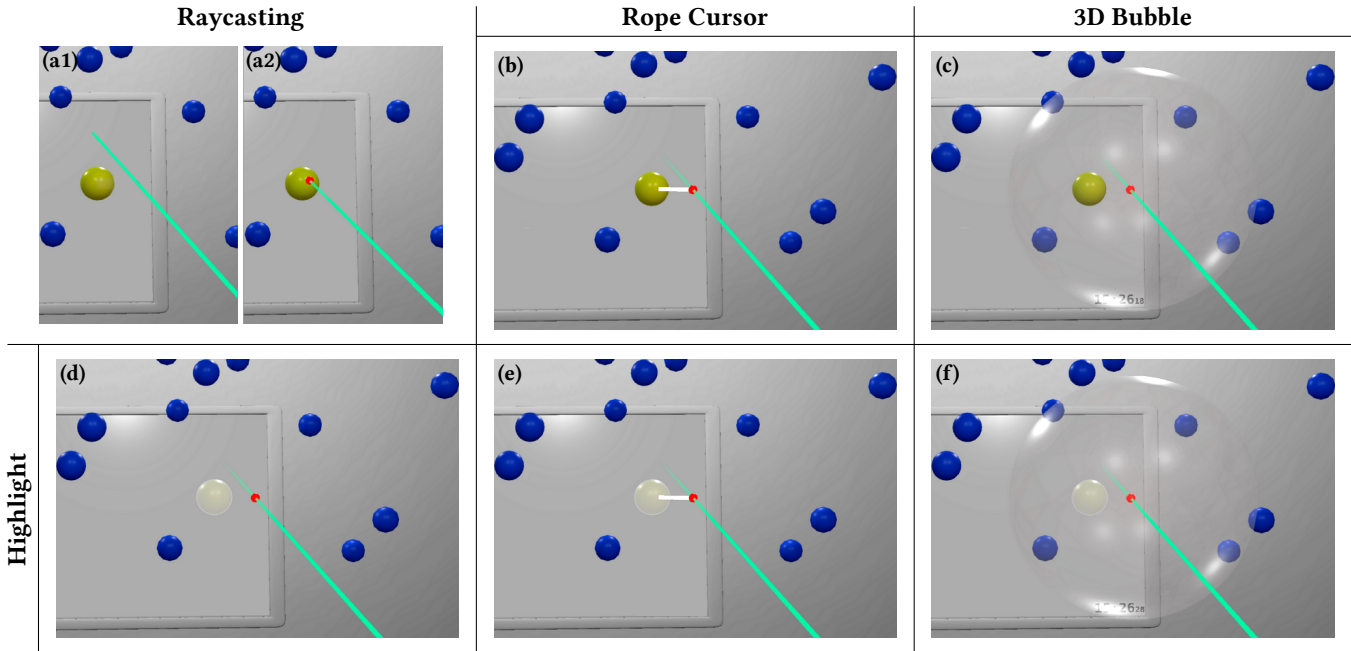 Raycasting
Rope Cursor
3D Bubble
(a1)
(a2)
(b)
(c)
Highlight
(d)
(e)
(f)